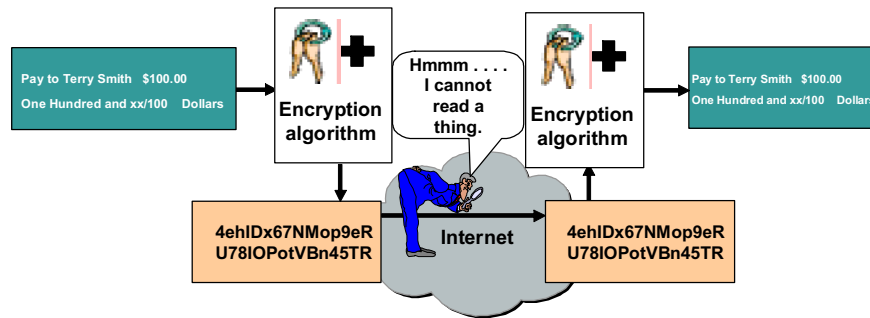 Pay to Terry Smith $100.00
One Hundred and xx/100 Dollars
Encryption
algorithm
Hmmm . . . .
I cannot
read a
thing.
Encryption
algorithm
Pay to Terry Smith $100.00
One Hundred and xx/100 Dollars
4ehIDx67NMop9eR
U78IOPotVBn45TR
Internet
4ehIDx67NMop9eR
U78IOPotVBn45TR